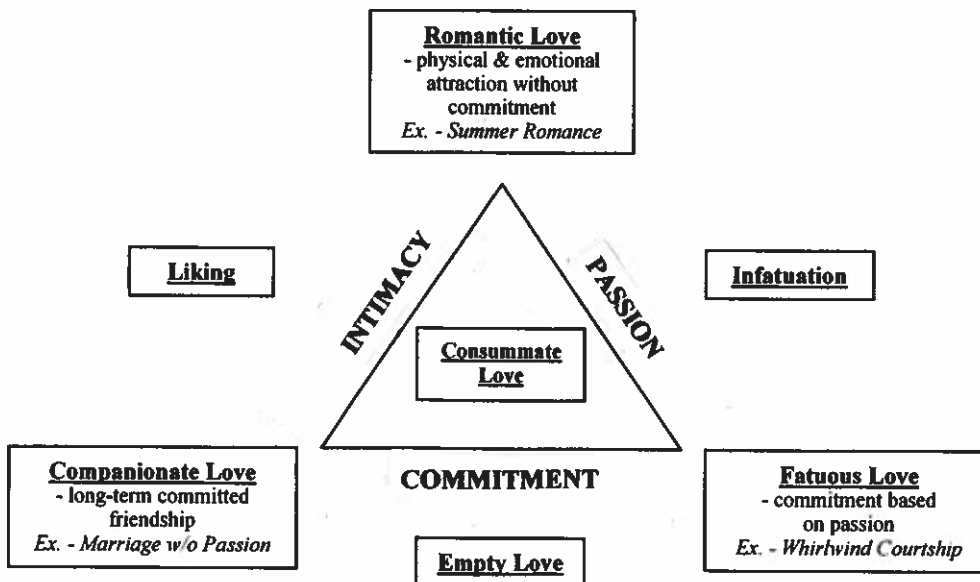 Romantic Love
- physical & emotional
attraction without
commitment
Ex. - Summer Romance
Liking
INTIMACY
PASSION
Infatuation
Consummate
Love
Companionate Love
- long-term committed
friendship
Ex. - Marriage w/o Passion
COMMITMENT
Fatuous Love
- commitment based
on passion
Ex. - Whirlwind Courtship
Empty Love